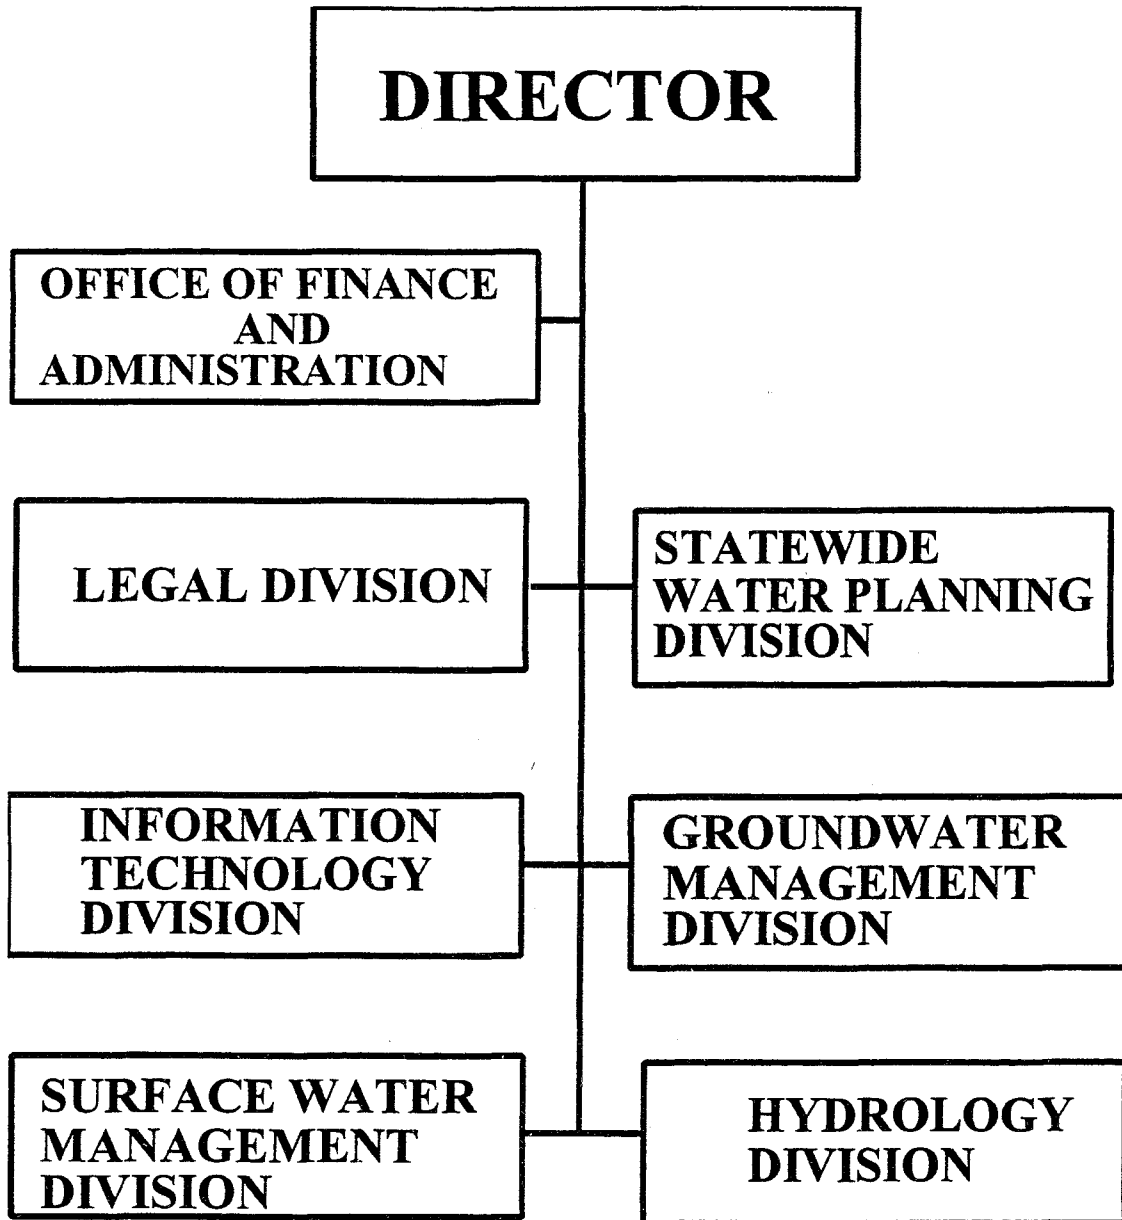 DIRECTOR
OFFICE OF FINANCE
AND
ADMINISTRATION
LEGAL DIVISION
STATEWIDE
WATER PLANNING
DIVISION
INFORMATION
TECHNOLOGY
DIVISION
GROUNDWATER
MANAGEMENT
DIVISION
SURFACE WATER
MANAGEMENT
DIVISION
HYDROLOGY
DIVISION